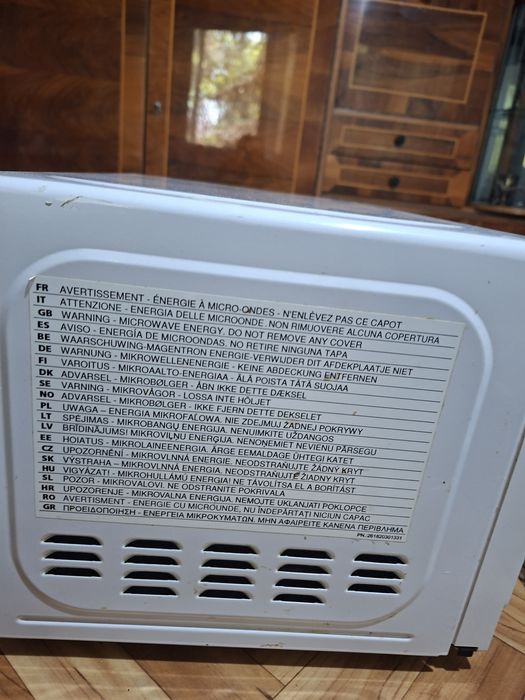 FR AVERTISSEMENT - ÉNERGIE À MICRO-ONDES - N'ENLÉVEZ PAS CE CAPOT
IT ATTENZIONE - ENERGIA DELLE MICROONDE. NON RIMUOVERE ALCUNA COPERTURA
GB WARNING - MICROWAVE ENERGY. DO NOT REMOVE ANY COVER
ES AVISO - ENERGÍA DE MICROONDAS. NO RETIRE NINGUNA TAPA
BE WAARSCHUWING-MAGENTRON ENERGIE-VERWIJDER DIT AFDEKPLAATJE NIET
DE WARNUNG - MIKROWELLENENERGIE - KEINE ABDECKUNG ENTFERNEN
FI VAROITUS - MIKROAALTO-ENERGIAA - ÄLÄ POISTA TÄTÄ SUOJAA
DK ADVARSEL - MIKROBØLGER - ÅBN IKKE DETTE DÆKSEL
SE VARNING - MIKROVÅGOR - LOSSA INTE HÖLJET
NO ADVARSEL - MIKROBØLGER - IKKE FJERN DETTE DEKSELET
PL UWAGA – ENERGIA MIKROFALOWA. NIE ZDEJMUJ ŻADNEJ POKRYWY
LT SPĖJIMAS - MIKROBANGŲ ENERGIJA. NENUIMKITE UŽDANGOS
LV BRĪDINĀJUMS! MIKROVIĻŅU ENERĢIJA. NENOŅEMIET NEVIENU PĀRSEGU
EE HOIATUS - MIKROLAINEENERGIA. ÄRGE EEMALDAGE ÜHTEGI KATET
CZ UPOZORNĚNÍ - MIKROVLNNÁ ENERGIE. NEODSTRAŇUJTE ŽÁDNÝ KRYT
SK VÝSTRAHA – MIKROVLNNÁ ENERGIA. NEODSTRAŇUJTE ŽIADNY KRYT
HU VIGYÁZAT! - MIKROHULLÁMÚ ENERGIA! NE TÁVOLÍTSA EL A BORÍTÁST
SL POZOR - MIKROVALOVI. NE ODSTRANITE POKRIVALA
HR UPOZORENJE - MIKROVALNA ENERGIJA. NEMOJTE UKLANJATI POKLOPCE
RO AVERTISMENT - ENERGIE CU MICROUNDE, NU ÎNDEPĂRTAȚI NICIUN CAPAC
GR ΠΡΟΕΙΔΟΠΟΙΗΣΗ - ΕΝΕΡΓΕΙΑ ΜΙΚΡΟΚΥΜΑΤΩΝ. ΜΗΝ ΑΦΑΙΡΕΙΤΕ ΚΑΝΕΝΑ ΠΕΡΙΒΛΗΜΑ
PN.:261820301331